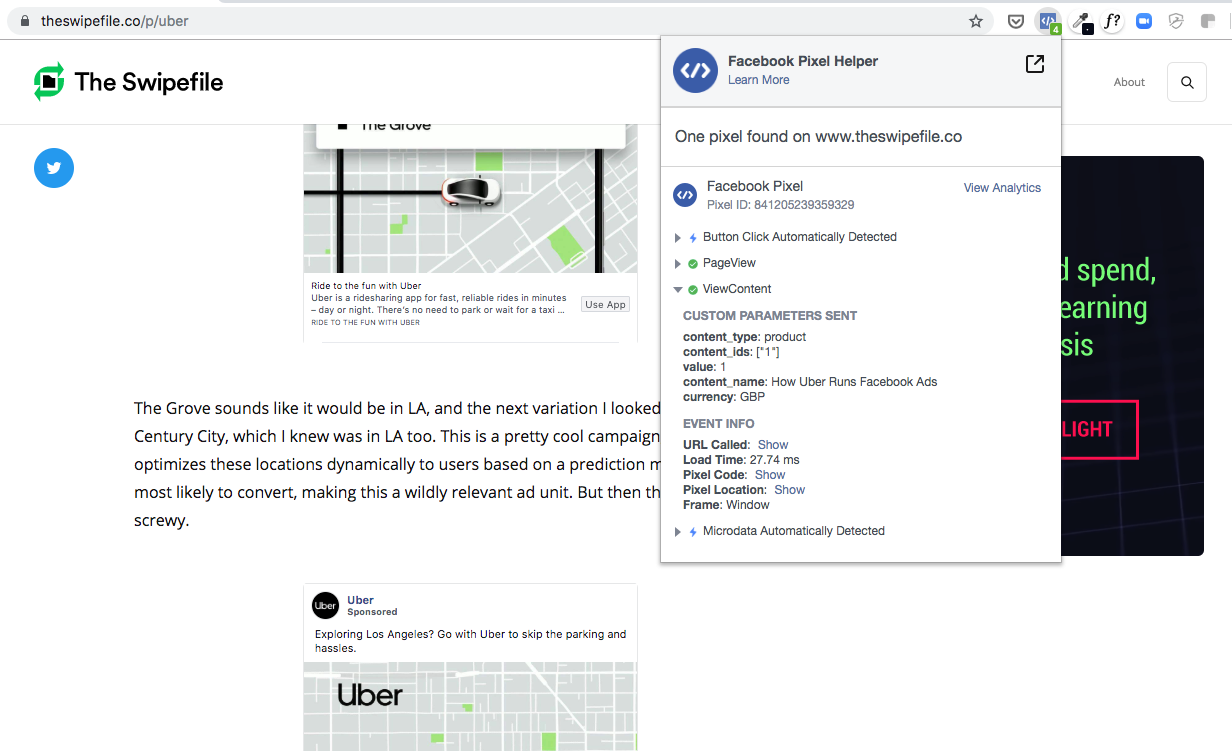 theswipefile.co/p/uber
4
f?
The Swipefile
About
Facebook Pixel Helper
Learn More
One pixel found on www.theswipefile.co
Facebook Pixel
View Analytics
Pixel ID: 841205239359329
Button Click Automatically Detected
PageView
ViewContent
CUSTOM PARAMETERS SENT
content_type: product
content_ids: ["1"]
value: 1
content_name: How Uber Runs Facebook Ads
currency: GBP
EVENT INFO
URL Called: Show
Load Time: 27.74 ms
Pixel Code: Show
Pixel Location: Show
Frame: Window
Microdata Automatically Detected
The Grove
Ride to the fun with Uber
Uber is a ridesharing app for fast, reliable rides in minutes
– day or night. There's no need to park or wait for a taxi ...
RIDE TO THE FUN WITH UBER
Use App
spend,
earning
LIGHT
The Grove sounds like it would be in LA, and the next variation I looked
Century City, which I knew was in LA too. This is a pretty cool campaign
optimizes these locations dynamically to users based on a prediction m
most likely to convert, making this a wildly relevant ad unit. But then th
screwy.
Uber
Uber
Sponsored
Exploring Los Angeles? Go with Uber to skip the parking and
hassles.
Uber